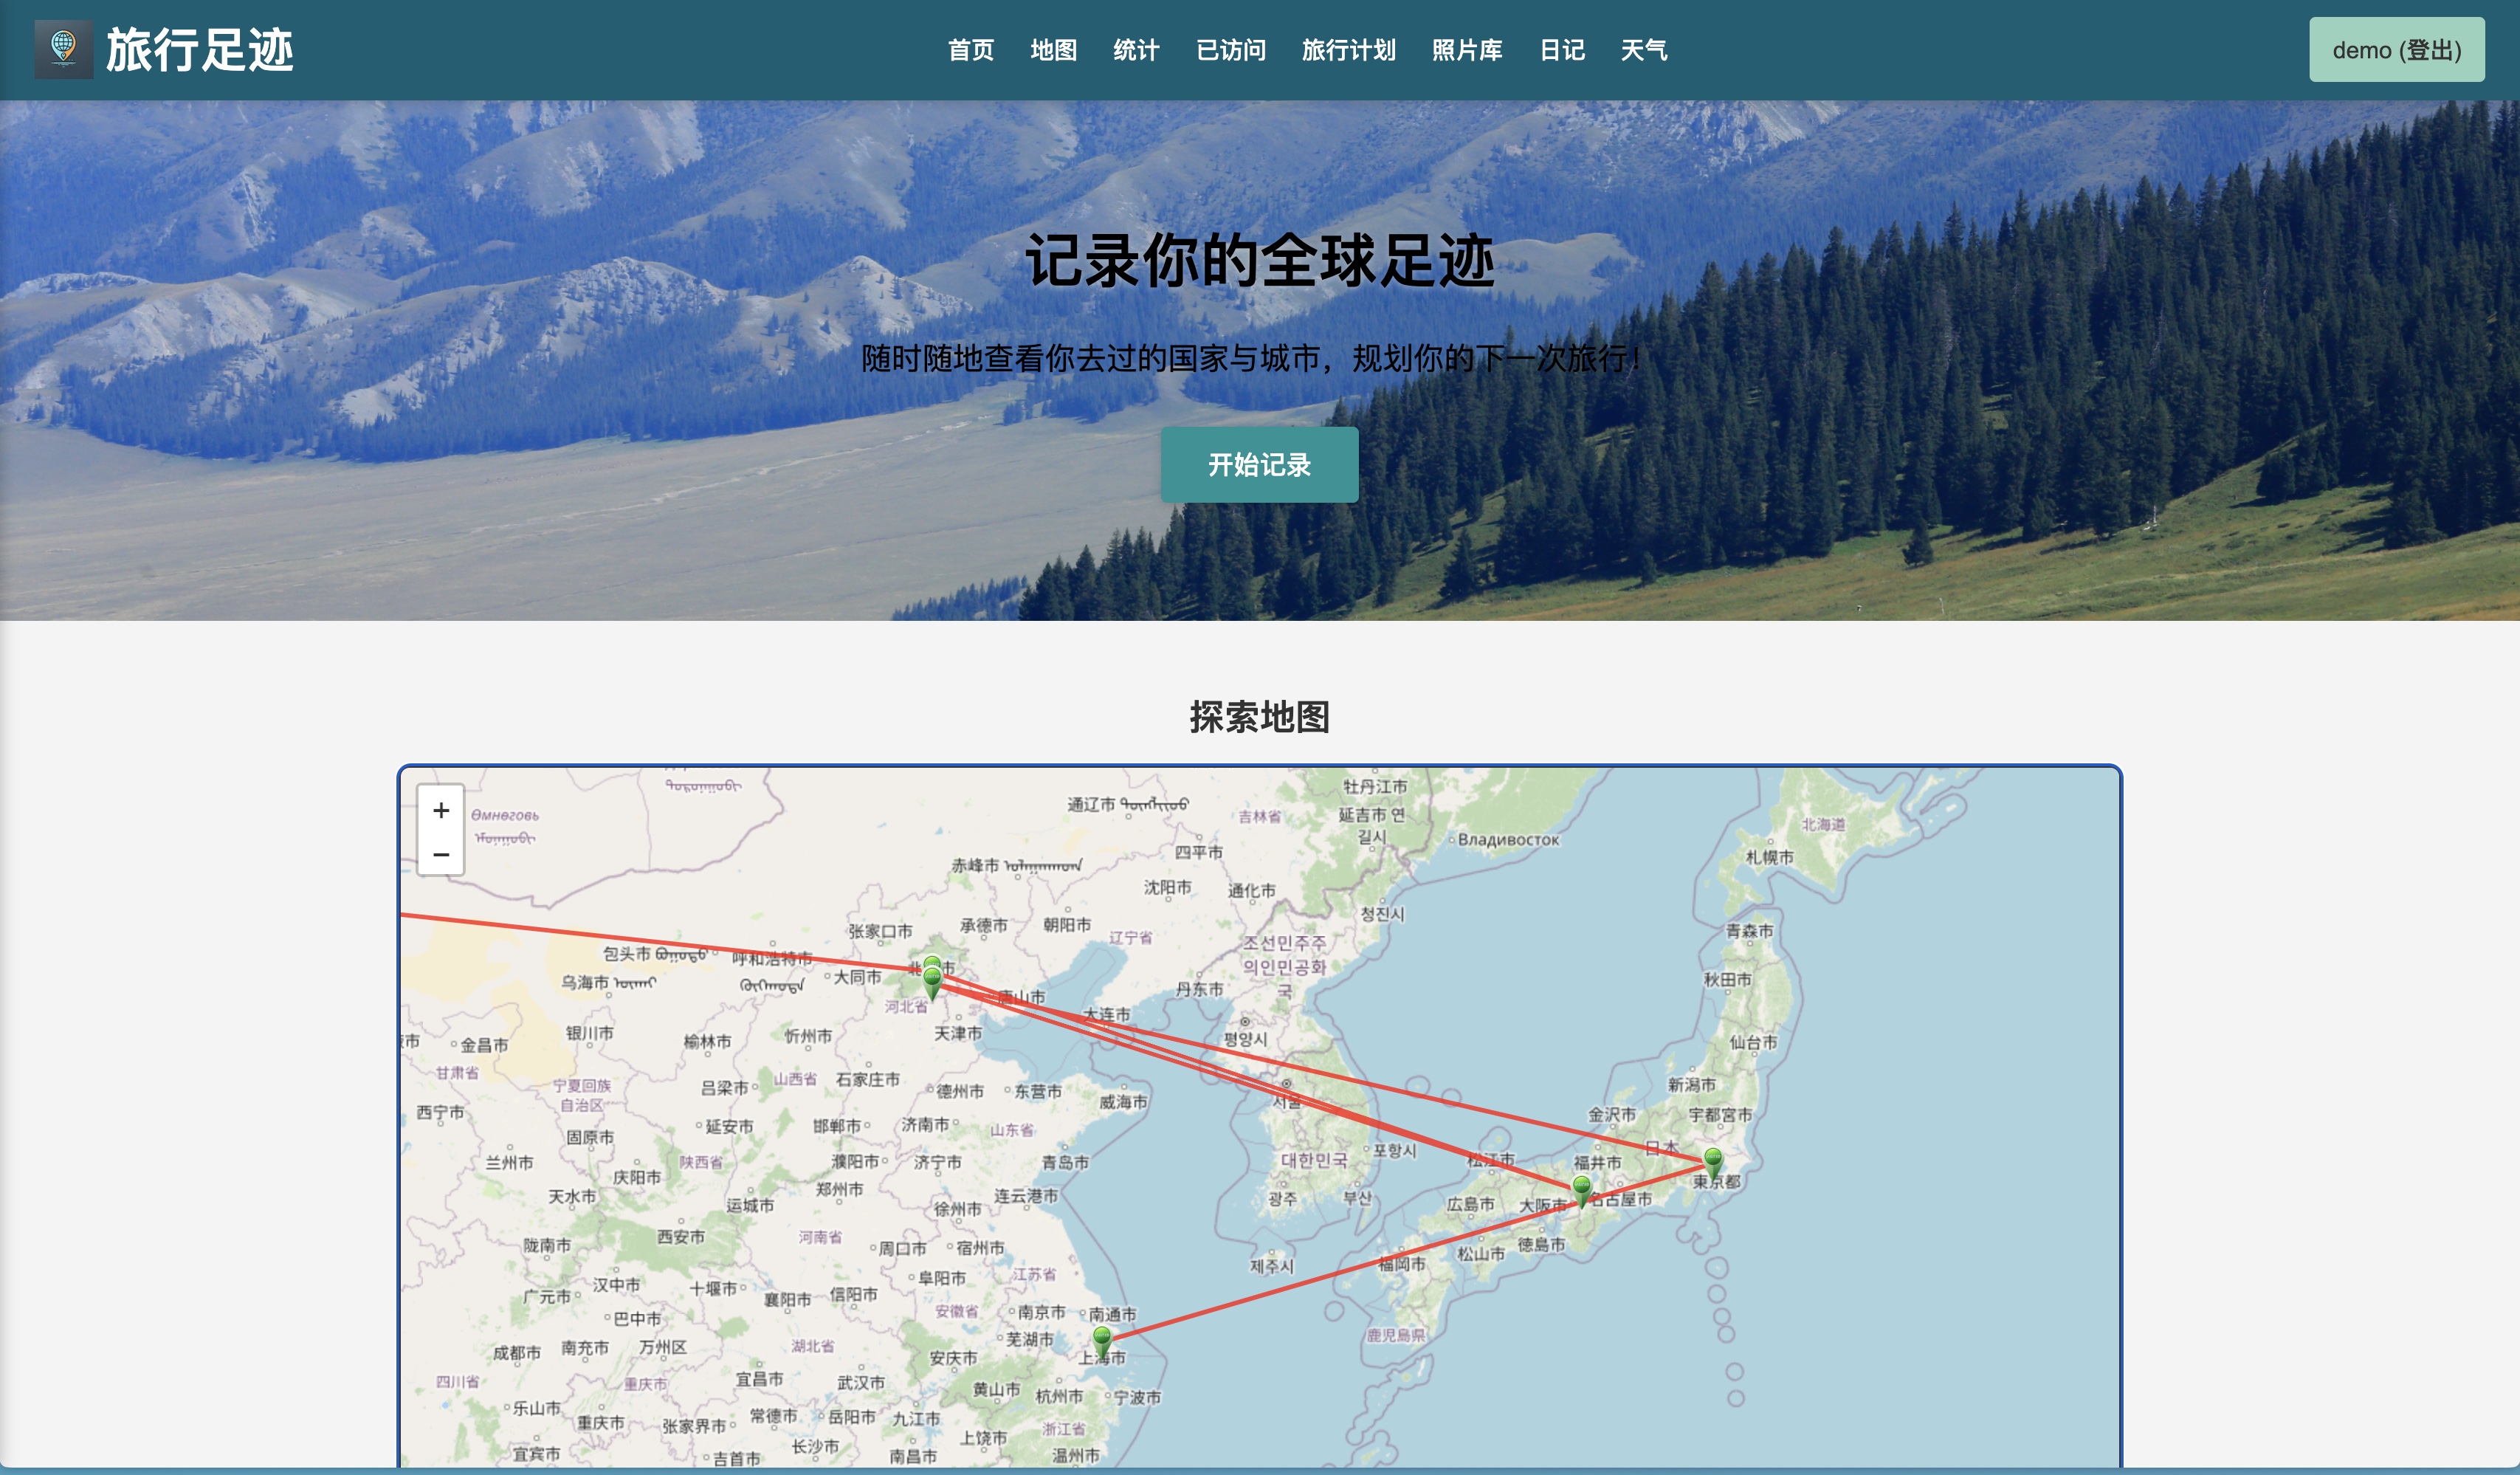 旅行足迹
首页 地图 统计 已访问 旅行计划 照片库 日记 天气
demo (登出)
记录你的全球足迹
随时随地查看你去过的国家与城市，规划你的下一次旅行！
开始记录
探索地图
+
−
Өмнөговь
通辽市
吉林省
牡丹江市
延吉市 연
길시
Владивосток
北海道
札幌市
四平市
赤峰市
沈阳市
通化市
청진시
张家口市
承德市
朝阳市
辽宁省
조선민주주
의인민공화
국
青森市
包头市
呼和浩特市
大同市
乌海市
丹东市
秋田市
河北省
唐山市
大连市
天津市
평양시
仙台市
银川市
榆林市
忻州市
金昌市
甘肃省
宁夏回族
自治区
吕梁市
山西省
石家庄市
德州市
东营市
威海市
서울
新潟市
西宁市
固原市
延安市
邯郸市
济南市
山东省
金沢市
宇都宮市
日本
兰州市
庆阳市
陕西省
濮阳市
济宁市
青岛市
대한민국
포항시
松江市
福井市
東京都
天水市
运城市
郑州市
徐州市
连云港市
광주
부산
広島市
大阪市
名古屋市
陇南市
西安市
河南省
周口市
宿州市
제주시
福岡市
松山市
徳島市
汉中市
广元市
十堰市
襄阳市
信阳市
阜阳市
江苏省
巴中市
安徽省
南京市
南通市
成都市
南充市
万州区
湖北省
安庆市
芜湖市
上海市
鹿児島県
四川省
重庆市
宜昌市
武汉市
黄山市
杭州市
宁波市
乐山市
重庆市
张家界市
常德市
岳阳市
九江市
浙江省
宜宾市
吉首市
长沙市
南昌市
上饶市
温州市